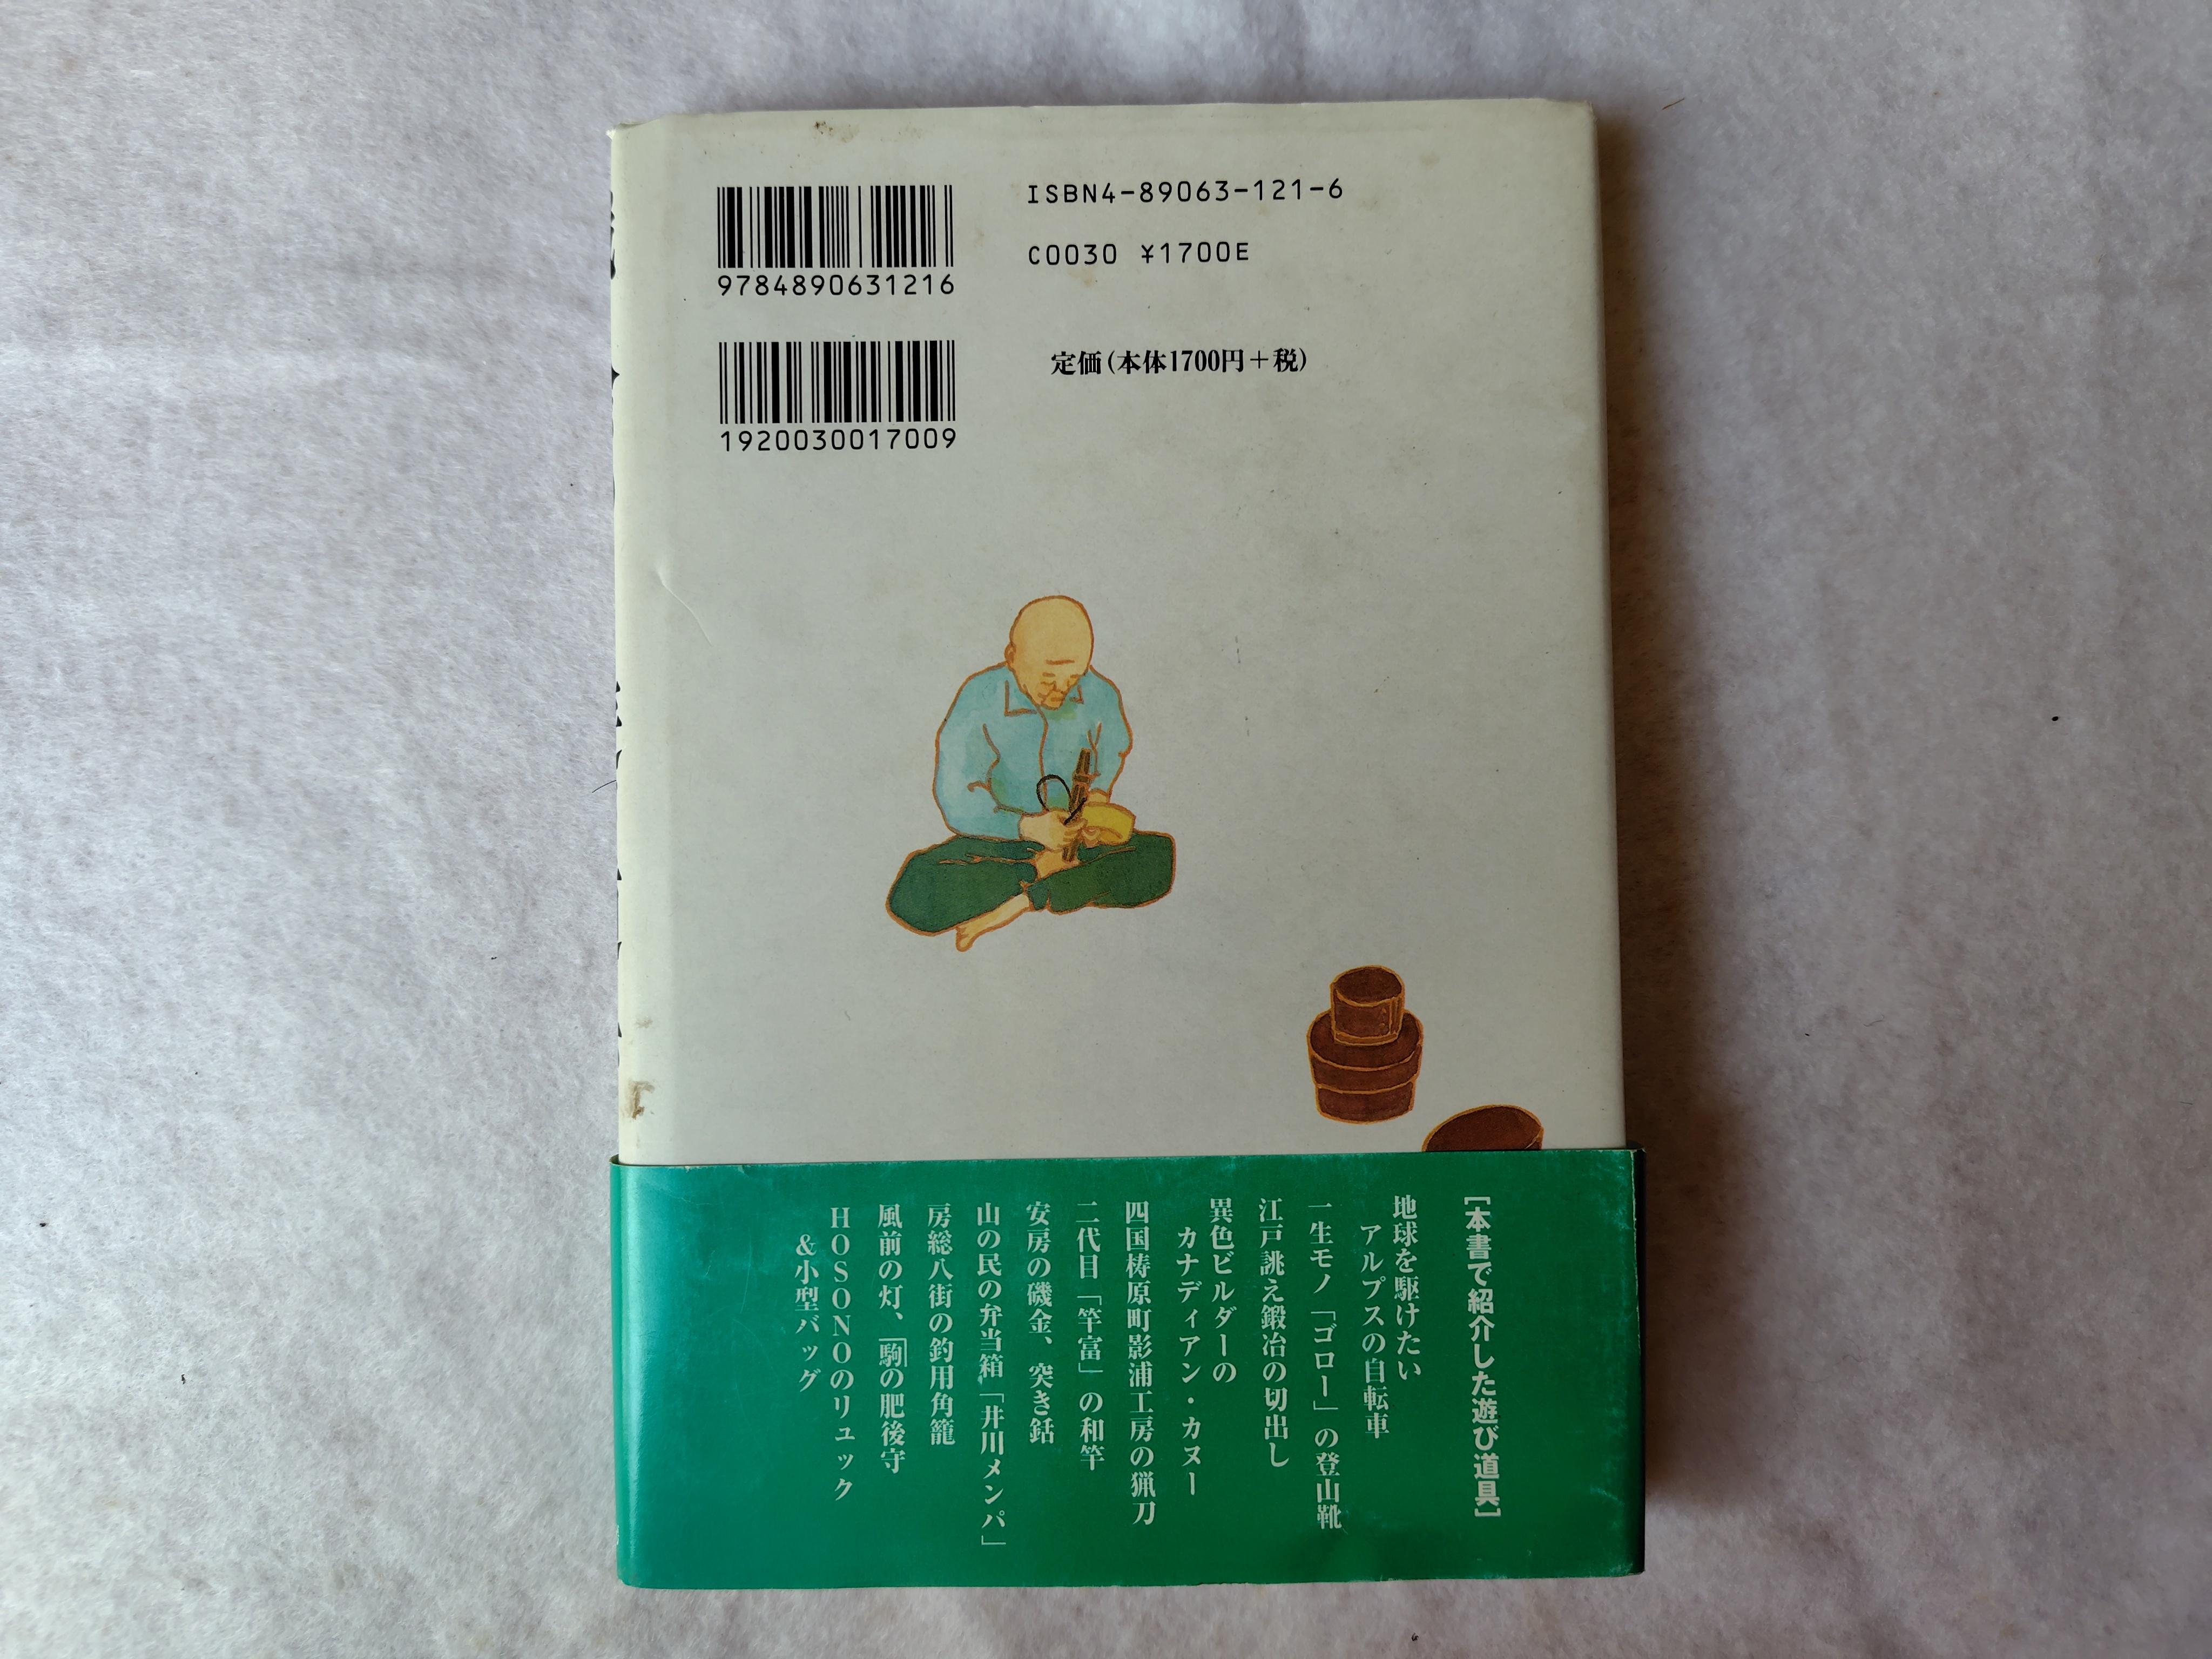 ISBN4-89063-121-6
9784890631216
C0030 ¥1700E
定価(本体1700円+税)
1920030017009
[本書で紹介した遊び道具]
地球を駆けたい
アルプスの自転車
一生モノ「ゴロー」の登山靴
江戸誂え鍛冶の切出し
異色ビルダーの
カナディアン・カヌー
四国梼原町影浦工房の猟刀
二代目「竿富」の和竿
安房の磯金、突き銛
山の民の弁当箱「井川メンパ」
房総八街の釣用角籠
風前の灯、「駒」の肥後守
HOSONOのリュック
&小型バッグ